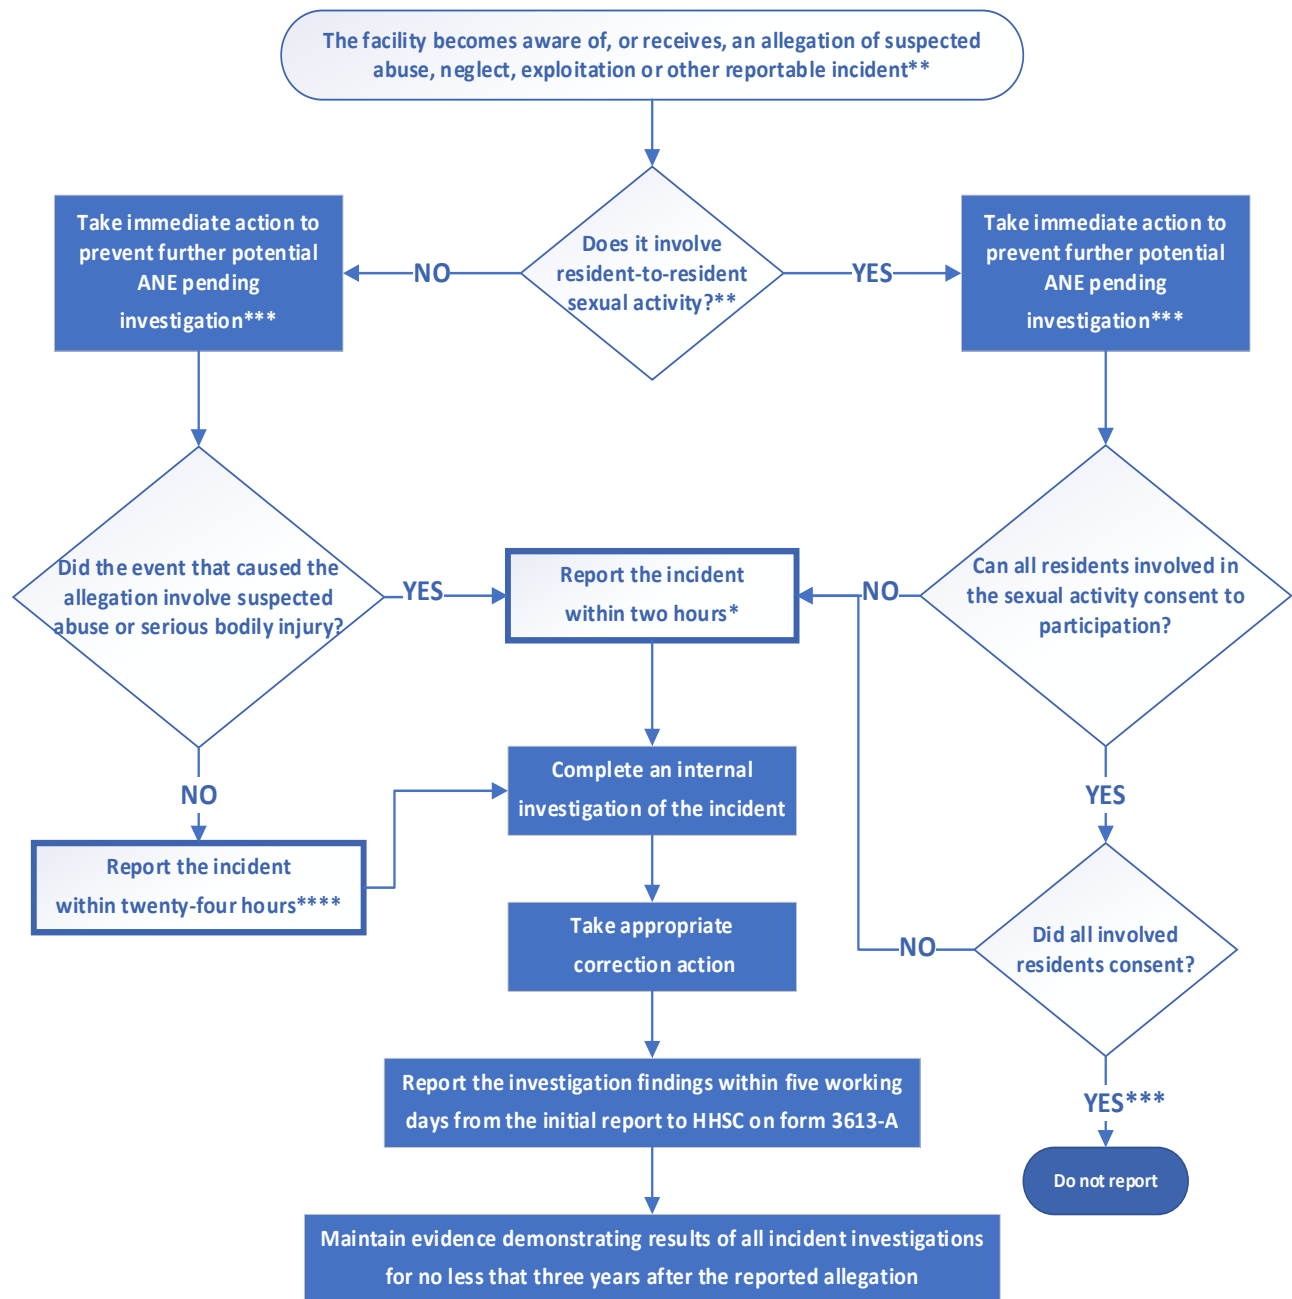 The facility becomes aware of, or receives, an allegation of suspected
abuse, neglect, exploitation or other reportable incident**
Take immediate action to
prevent further potential
ANE pending
investigation***
NO
Does it involve
resident-to-resident
sexual activity?**
YES
Take immediate action to
prevent further potential
ANE pending
investigation***
Did the event that caused the
allegation involve suspected
abuse or serious bodily injury?
YES
Report the incident
within two hours*
NO
Can all residents involved in
the sexual activity consent to
participation?
NO
Report the incident
within twenty-four hours****
Complete an internal
investigation of the incident
YES
Take appropriate
correction action
NO
Did all involved
residents consent?
Report the investigation findings within five working
days from the initial report to HHSC on form 3613-A
YES***
Do not report
Maintain evidence demonstrating results of all incident investigations
for no less that three years after the reported allegation